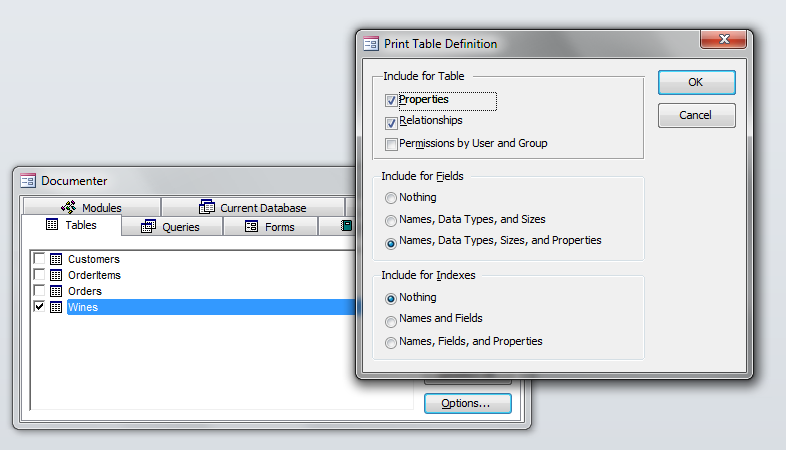 Print Table Definition
Include for Table
Properties
Relationships
Permissions by User and Group
OK
Cancel
Include for Fields
Nothing
Names, Data Types, and Sizes
Names, Data Types, Sizes, and Properties
Include for Indexes
Nothing
Names and Fields
Names, Fields, and Properties
Documenter
Modules
Current Database
Tables
Queries
Forms
Customers
OrderItems
Orders
Wines
Options...